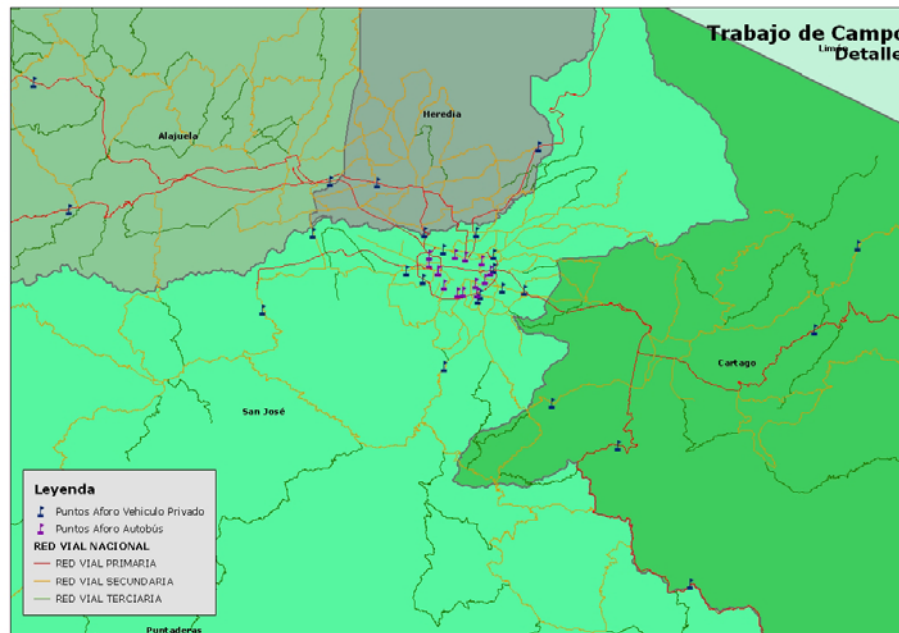 Trabajo de Campo
Limón
Detalle
Heredia
Alajuela
Cartago
San José
Leyenda
Puntos Aforo Vehiculo Privado
Puntos Aforo Autobús
RED VIAL NACIONAL
RED VIAL PRIMARIA
RED VIAL SECUNDARIA
RED VIAL TERCIARIA
Puntaderas